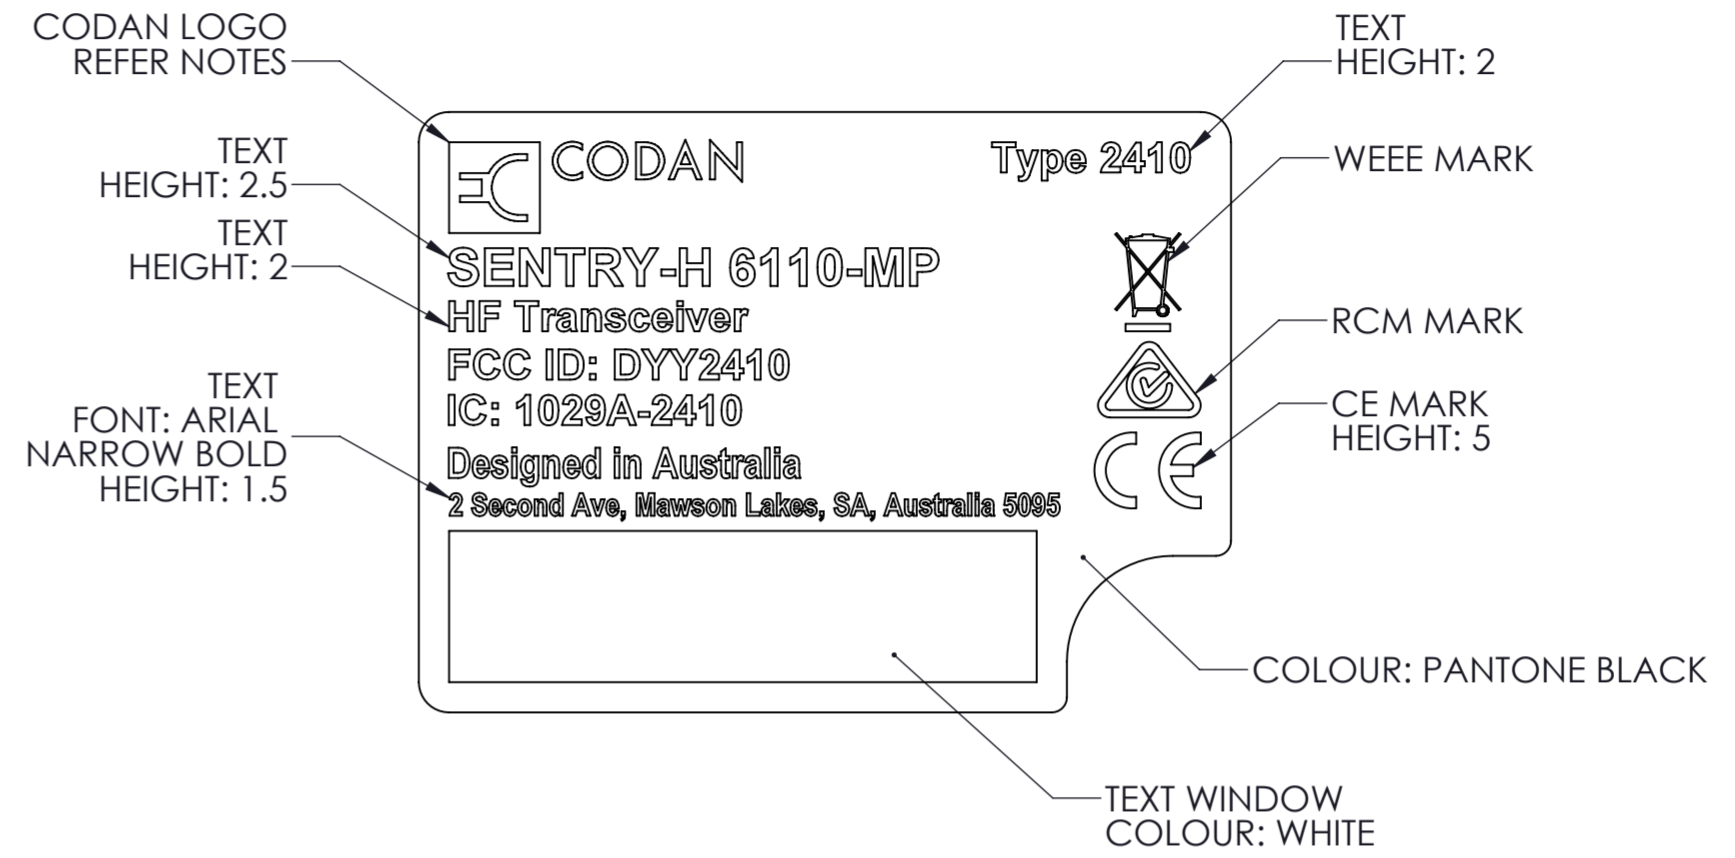 CODAN LOGO
REFER NOTES
TEXT
HEIGHT: 2.5
TEXT
HEIGHT: 2
TEXT
FONT: ARIAL
NARROW BOLD
HEIGHT: 1.5
CODAN
Type 2410
SENTRY-H 6110-MP
HF Transceiver
FCC ID: DYY2410
IC: 1029A-2410
Designed in Australia
2 Second Ave, Mawson Lakes, SA, Australia 5095
CE
TEXT
HEIGHT: 2
WEEE MARK
RCM MARK
CE MARK
HEIGHT: 5
COLOUR: PANTONE BLACK
TEXT WINDOW
COLOUR: WHITE